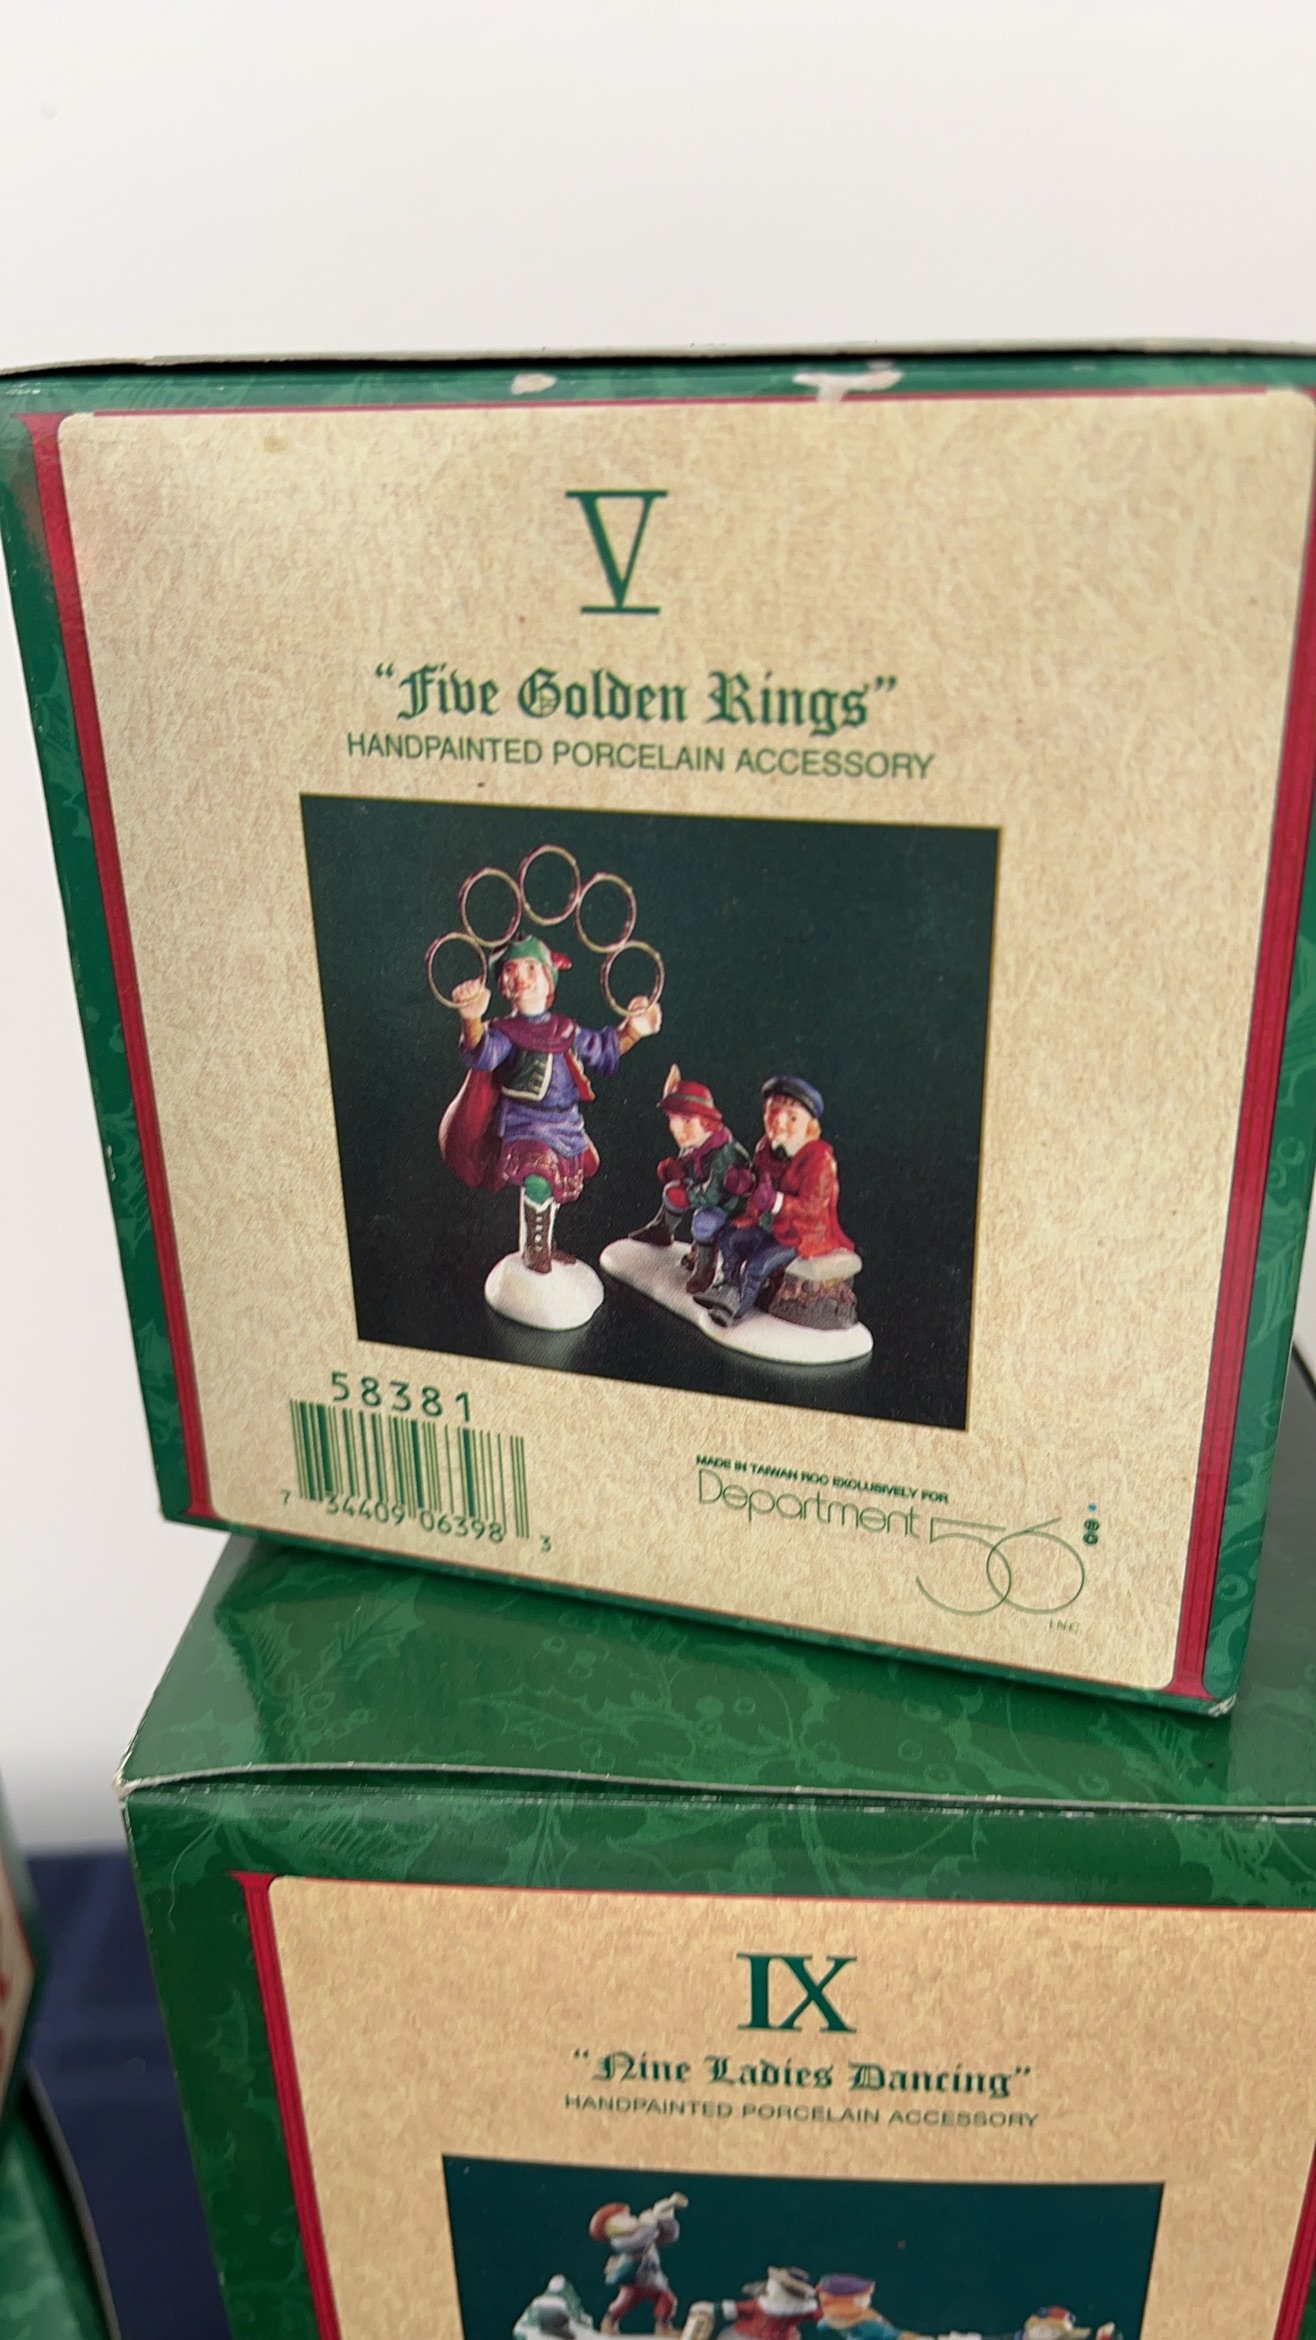 V
“Five Golden Rings”
HANDPAINTED PORCELAIN ACCESSORY
58381
7 34409 06398 3
MADE IN TAIWAN ROC EXCLUSIVELY FOR
Department 56
INC.
IX
“Nine Ladies Dancing”
HANDPAINTED PORCELAIN ACCESSORY